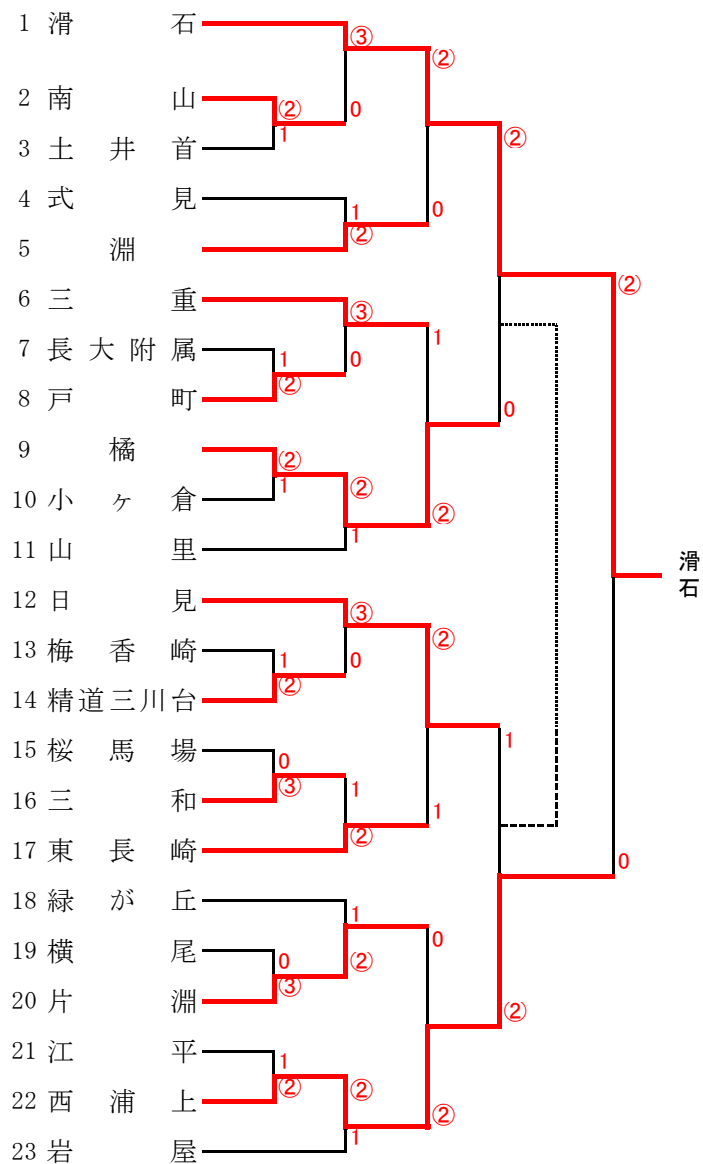 1 滑石
③
②
2 南山
②
0
②
3 土井首
1
4 式見
1
0
5 淵
②
②
6 三重
③
1
7 長大附属
1
0
8 戸町
②
0
9 橘
②
②
②
10 小ヶ倉
1
11 山里
1
滑石
12 日見
③
②
13 梅香崎
1
0
14 精道三川台
②
15 桜馬場
0
1
1
16 三和
③
1
17 東長崎
②
0
18 緑が丘
1
0
19 横尾
0
②
20 片淵
③
②
21 江平
1
22 西浦上
②
②
②
23 岩屋
1